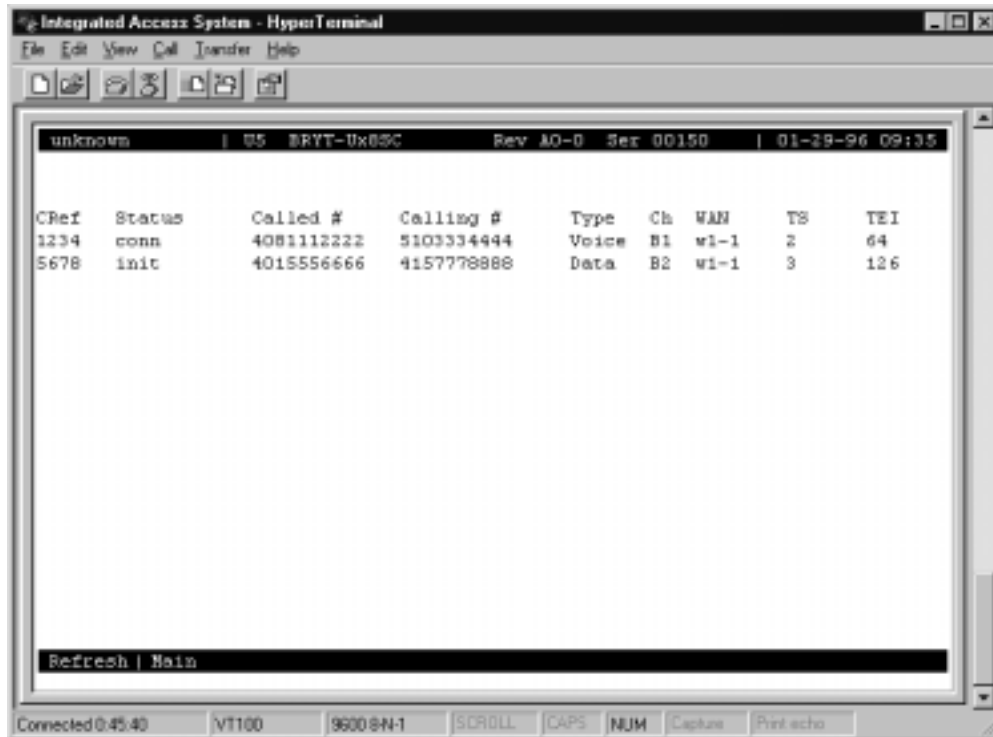 Integrated Access System - HyperTerminal
File Edit View Call Transfer Help
unknown | U5 BRYT-Ux8SC Rev A0-0 Ser 00150 | 01-29-96 09:35
CRef Status Called # Calling # Type Ch WAN TS TEI
1234 conn 4081112222 5103334444 Voice B1 w1-1 2 64
5678 init 4015556666 4157778888 Data B2 w1-1 3 126
Refresh | Main
Connected 0:45:40 VT100 9600 8-N-1 SCROLL CAPS NUM Capture Print echo